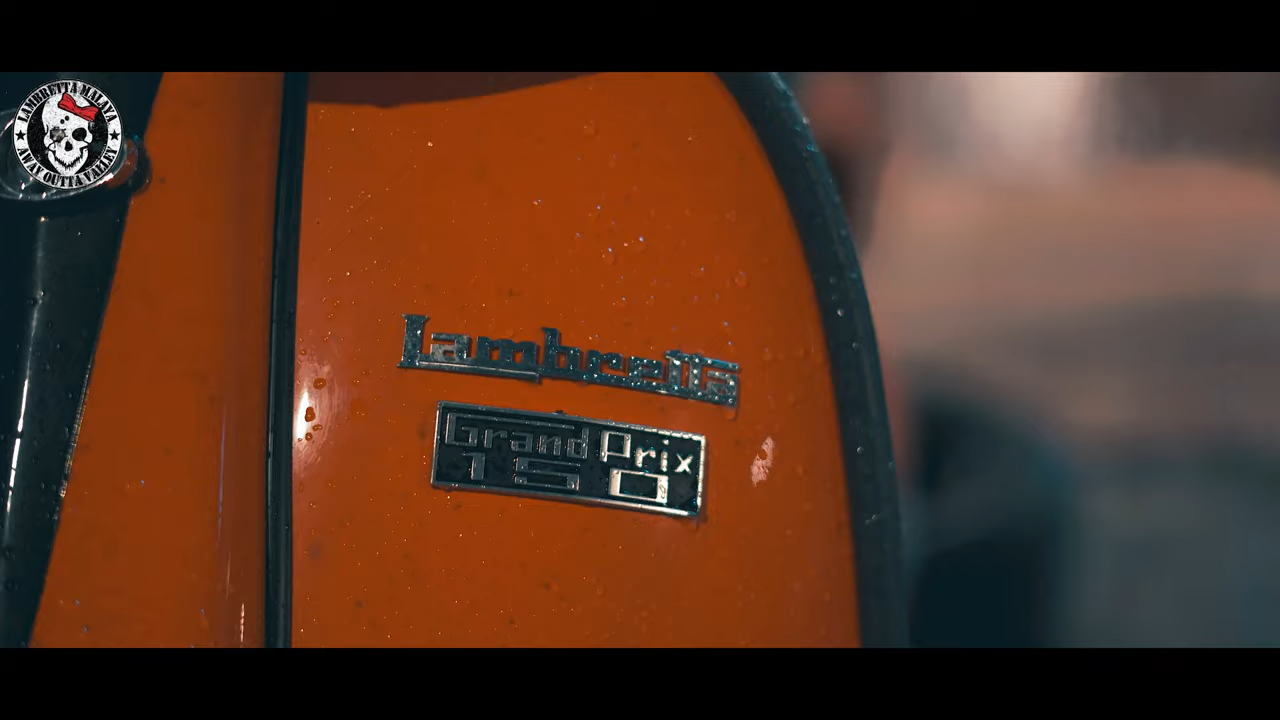 LAMBRETTA MALAYA
AWAY OUTTA VALLEY
Lambretta
Grand Prix
150